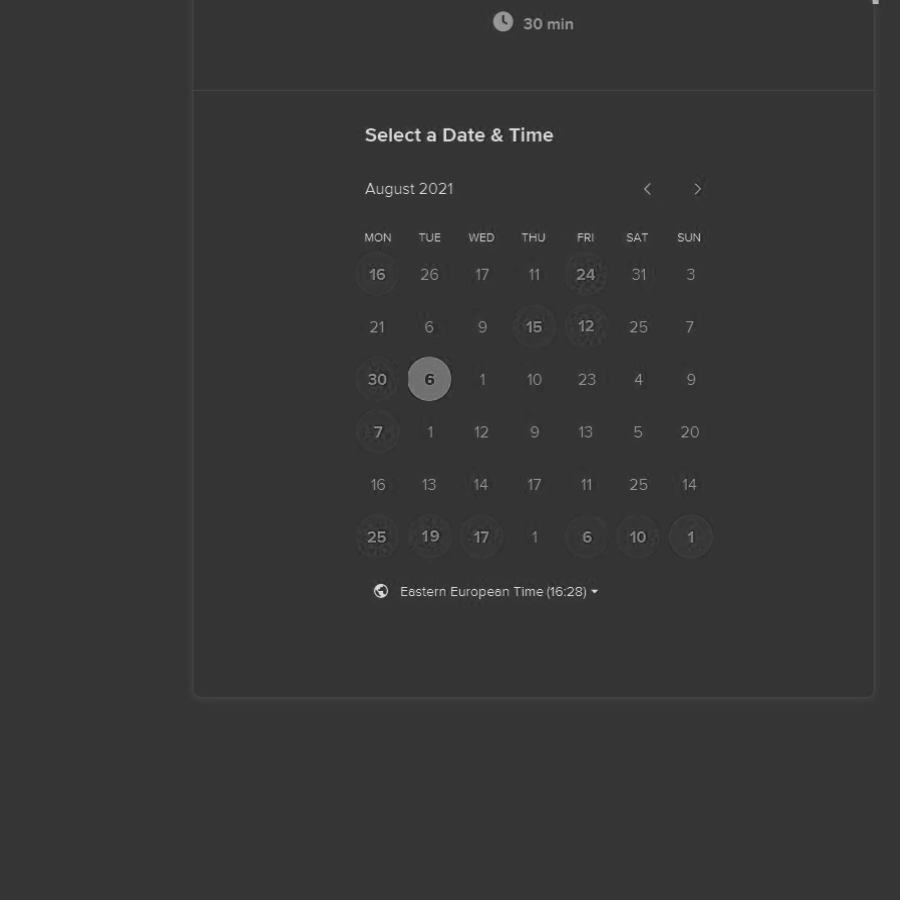 30 min
Select a Date & Time
August 2021
MON TUE WED THU FRI SAT SUN
16 26 17 11 24 31 3
21 6 9 15 12 25 7
30 6 1 10 23 4 9
7 1 12 9 13 5 20
16 13 14 17 11 25 14
25 19 17 1 6 10 1
Eastern European Time (16:28)